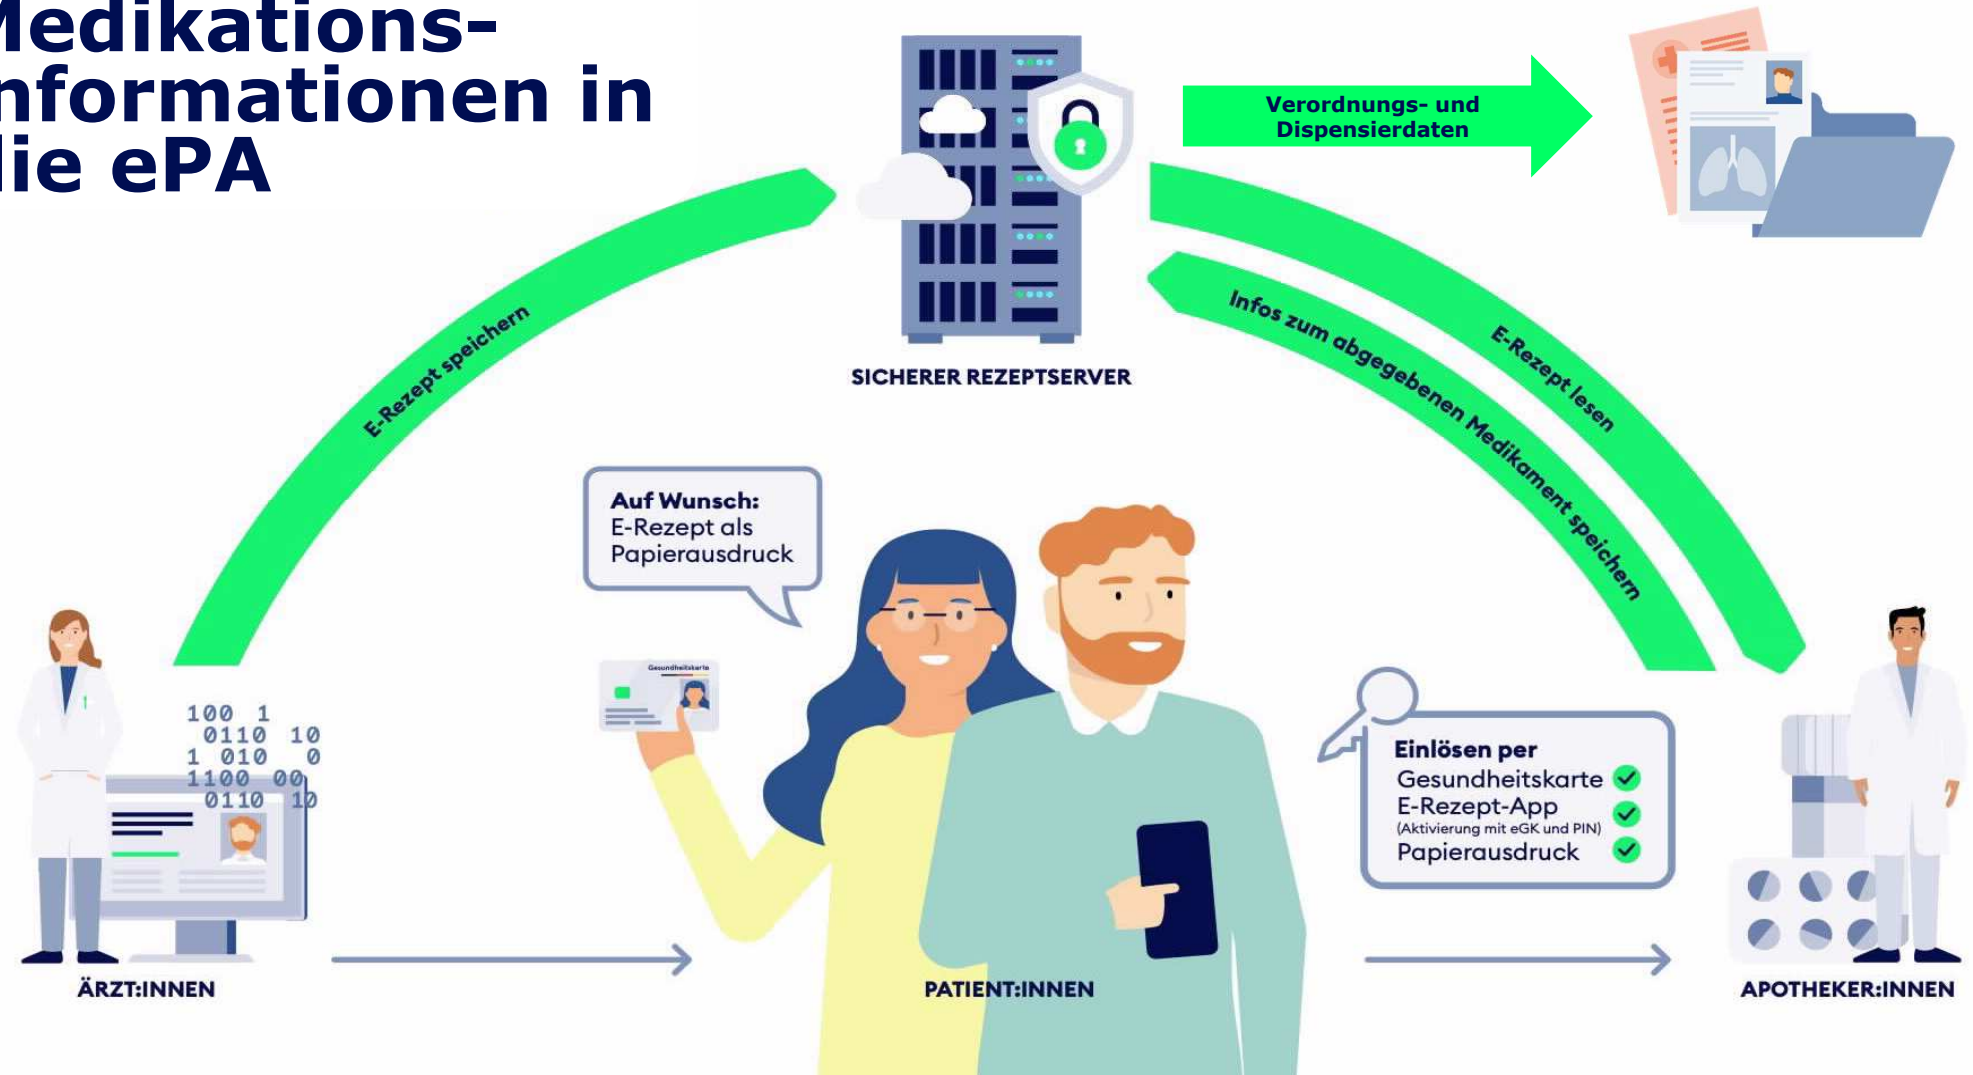 Medikations-
nformationen in
die ePA
Verordnungs- und
Dispensierdaten
E-Rezept speichern
SICHERER REZEPTSERVER
E-Rezept lesen
Infos zum abgegebenen Medikament speichern
Auf Wunsch:
E-Rezept als
Papierausdruck
Gesundheitskarte
100 1
0110 10
1 010 0
1100 00
0110 10
Einlösen per
Gesundheitskarte
E-Rezept-App
(Aktivierung mit eGK und PIN)
Papierausdruck
ÄRZT:INNEN
PATIENT:INNEN
APOTHEKER:INNEN